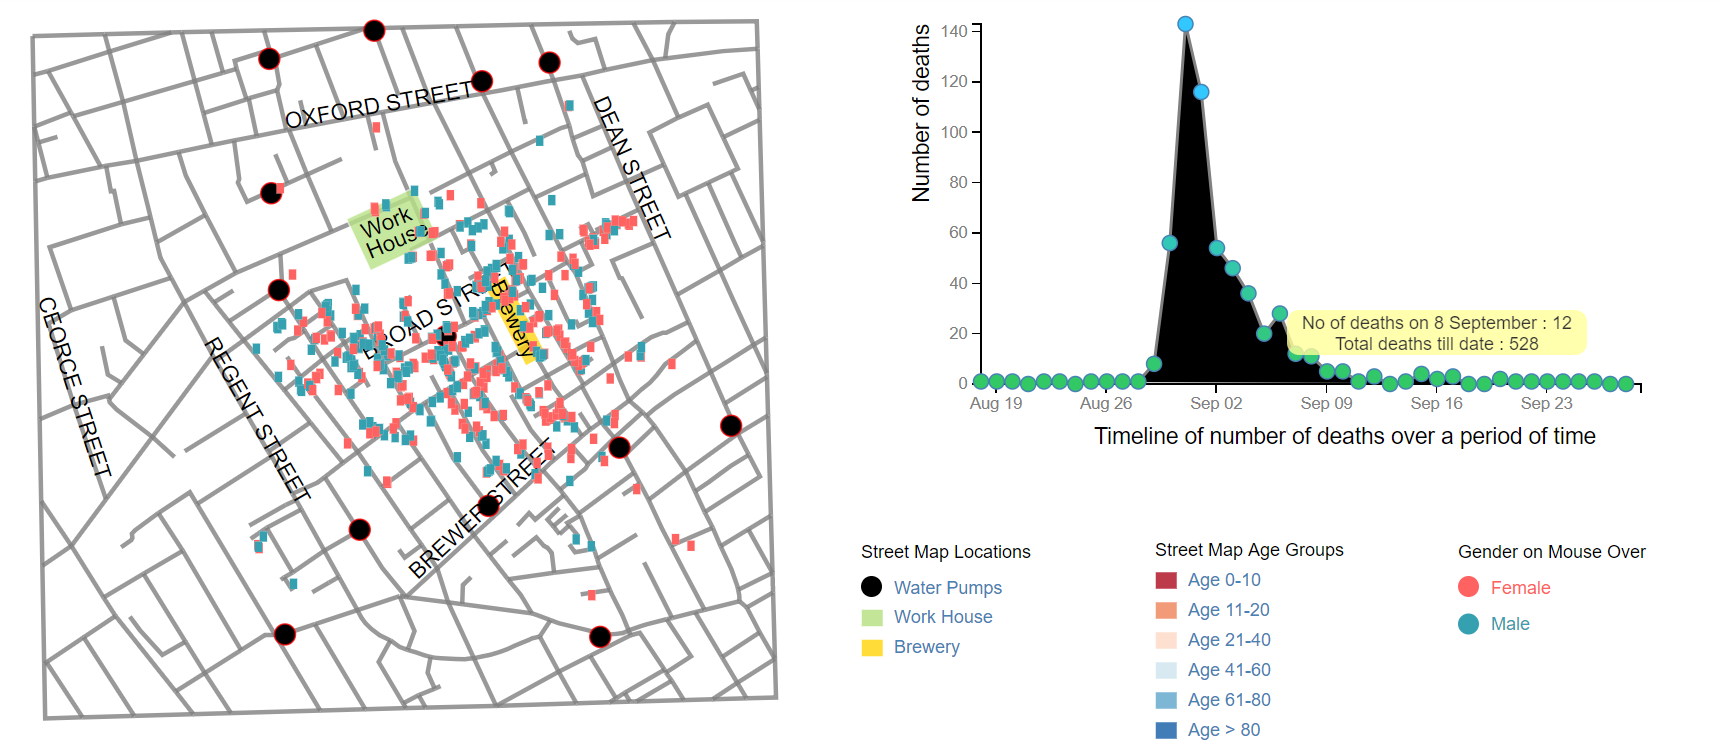 OXFORD STREET
DEAN STREET
Work
House
BROAD STREET
Brewery
GEORGE STREET
REGENT STREET
BREWER STREET
Number of deaths
140
120
100
80
60
40
20
0
No of deaths on 8 September : 12
Total deaths till date : 528
Aug 19 Aug 26 Sep 02 Sep 09 Sep 16 Sep 23
Timeline of number of deaths over a period of time
Street Map Locations
Water Pumps
Work House
Brewery
Street Map Age Groups
Age 0-10
Age 11-20
Age 21-40
Age 41-60
Age 61-80
Age > 80
Gender on Mouse Over
Female
Male